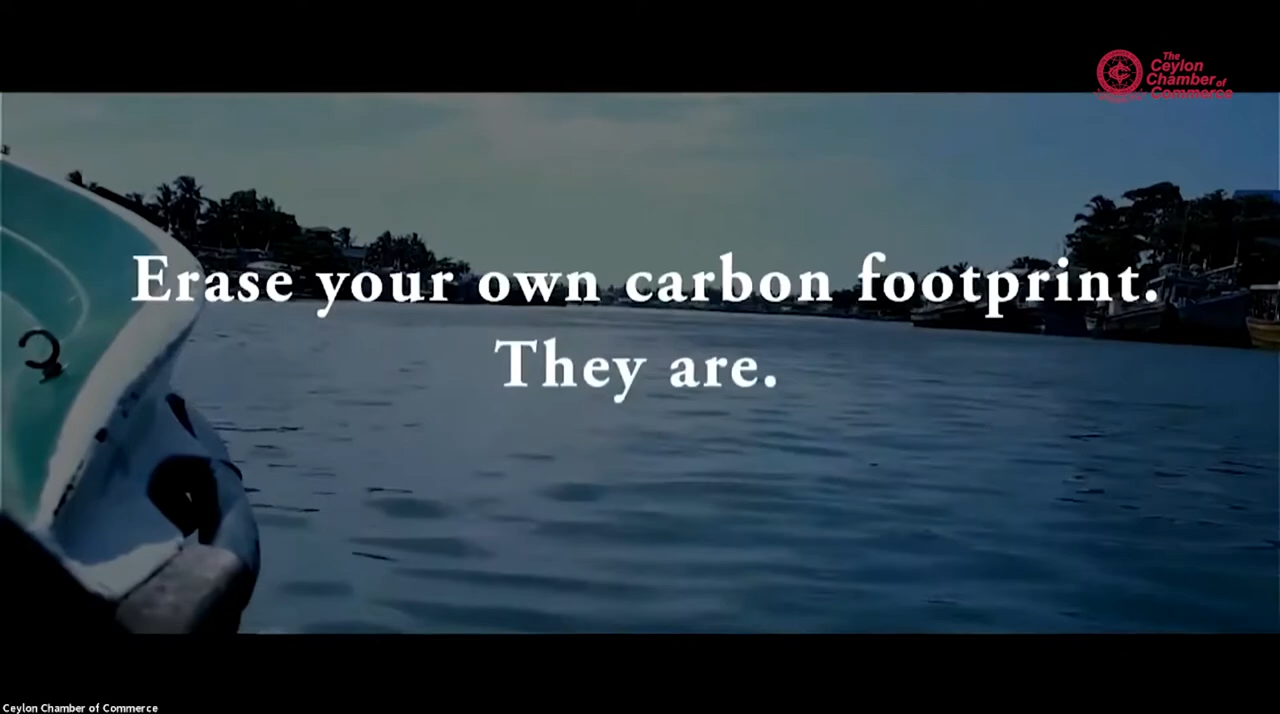 The
Ceylon
Chamber of
Commerce
Erase your own carbon footprint.
They are.
Ceylon Chamber of Commerce